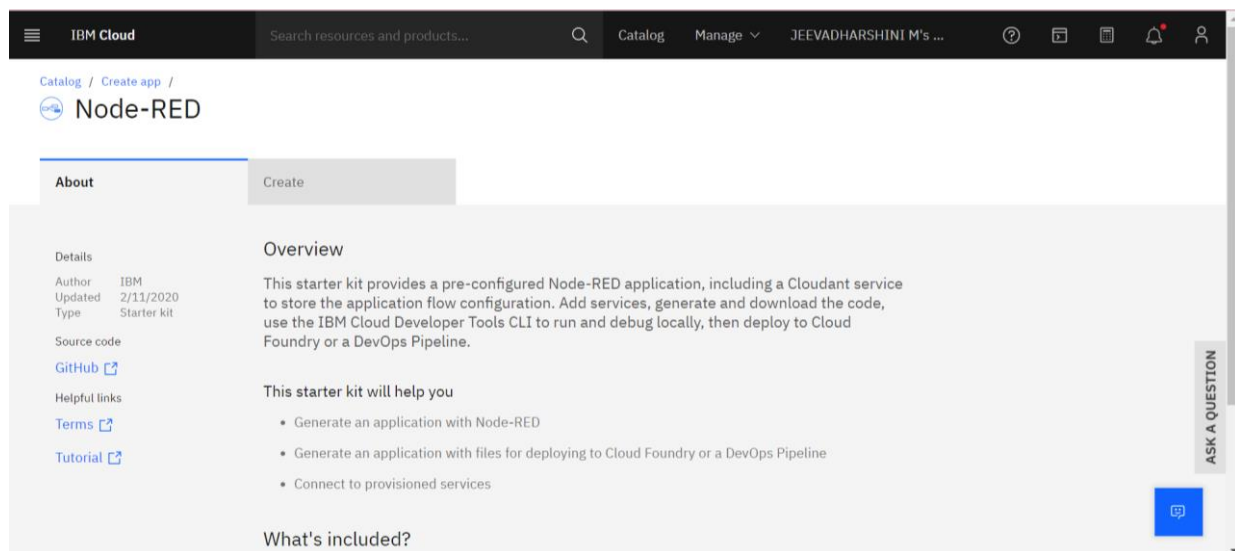 IBM Cloud
Search resources and products...
Catalog
Manage
JEEVADHARSHINI M's ...
Catalog / Create app /
Node-RED
About
Create
Details
Author IBM
Updated 2/11/2020
Type Starter kit
Source code
GitHub
Helpful links
Terms
Tutorial
Overview
This starter kit provides a pre-configured Node-RED application, including a Cloudant service
to store the application flow configuration. Add services, generate and download the code,
use the IBM Cloud Developer Tools CLI to run and debug locally, then deploy to Cloud
Foundry or a DevOps Pipeline.
This starter kit will help you
• Generate an application with Node-RED
• Generate an application with files for deploying to Cloud Foundry or a DevOps Pipeline
• Connect to provisioned services
What's included?
ASK A QUESTION